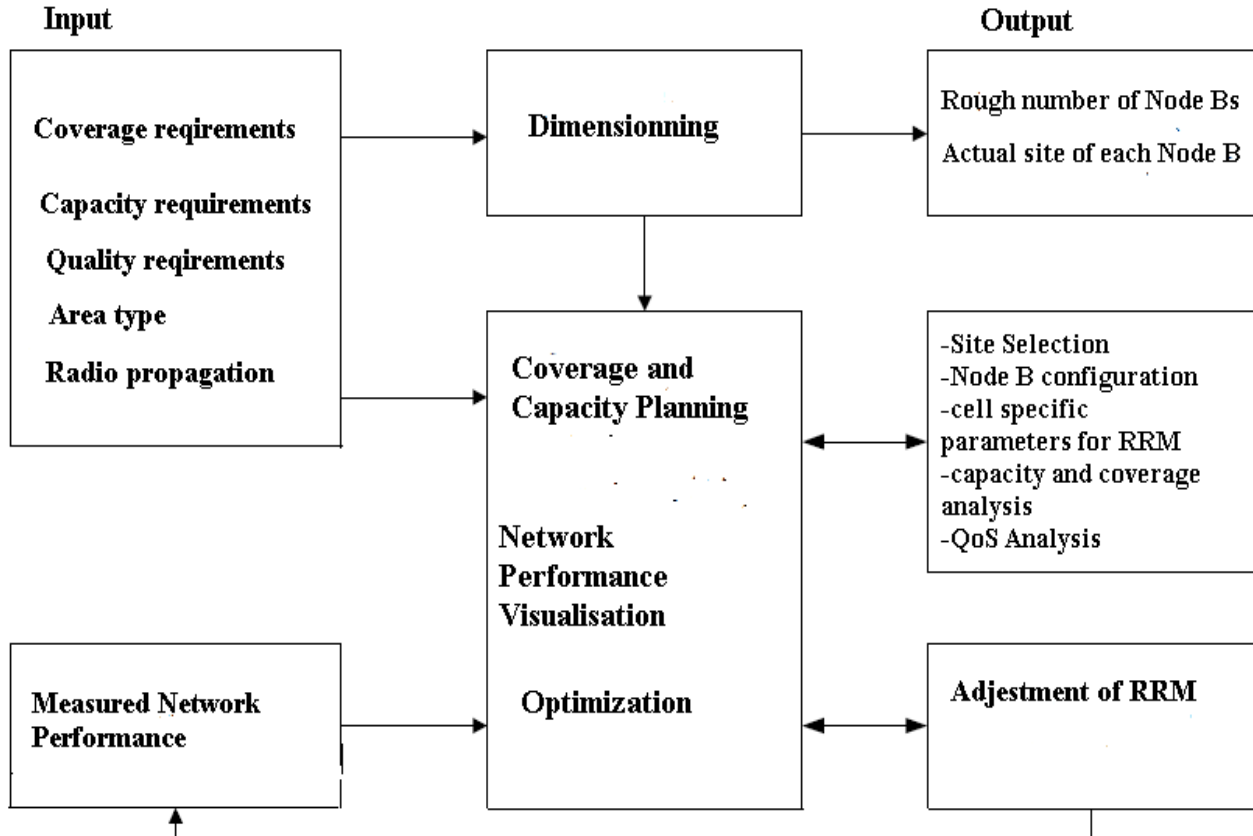 Input
Output
Coverage reqirements
Capacity requirements
Quality reqirements
Area type
Radio propagation
Dimensionning
Rough number of Node Bs
Actual site of each Node B
Coverage and
Capacity Planning
Network
Performance
Visualisation
Optimization
-Site Selection
-Node B configuration
-cell specific
parameters for RRM
-capacity and coverage
analysis
-QoS Analysis
Measured Network
Performance
Adjestment of RRM